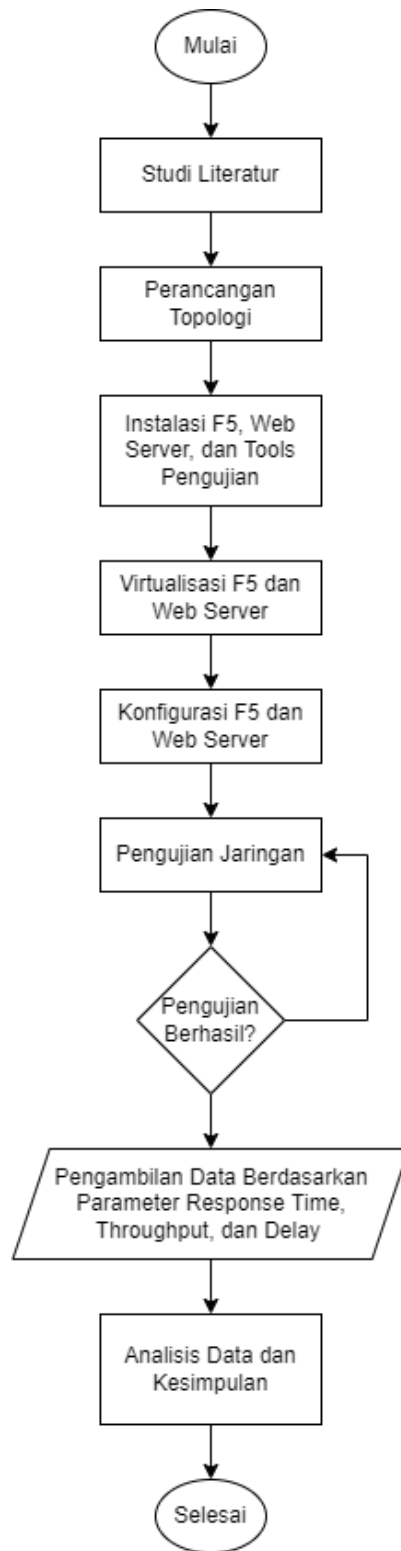 Mulai
Studi Literatur
Perancangan
Topologi
Instalasi F5, Web
Server, dan Tools
Pengujian
Virtualisasi F5 dan
Web Server
Konfigurasi F5 dan
Web Server
Pengujian Jaringan
Pengujian
Berhasil?
Pengambilan Data Berdasarkan
Parameter Response Time,
Throughput, dan Delay
Analisis Data dan
Kesimpulan
Selesai